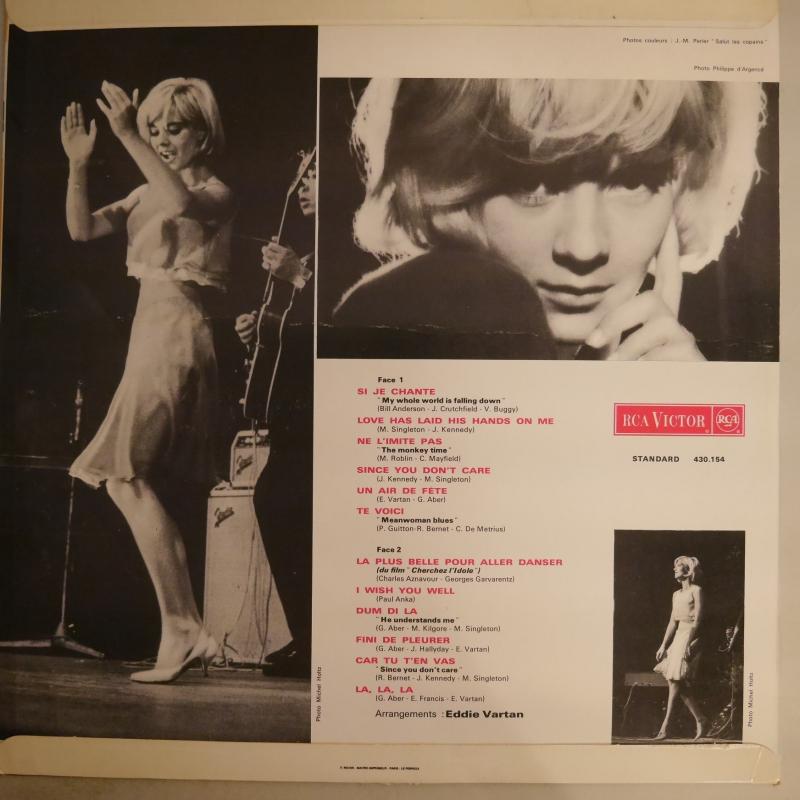 Photos couleurs : J.-M. Perier "Salut les copains"
Photo Philippe d'Argencé
Face 1
SI JE CHANTE
"My whole world is falling down"
(Bill Anderson - J. Crutchfield - V. Buggy)
LOVE HAS LAID HIS HANDS ON ME
(M. Singleton - J. Kennedy)
NE L'IMITE PAS
"The monkey time"
(M. Roblin - C. Mayfield)
SINCE YOU DON'T CARE
(J. Kennedy - M. Singleton)
UN AIR DE FÊTE
(E. Vartan - G. Aber)
TE VOICI
"Meanwoman blues"
(P. Guitton - R. Bernet - C. De Metrius)
Face 2
LA PLUS BELLE POUR ALLER DANSER
(du film "Cherchez l'Idole")
(Charles Aznavour - Georges Garvarentz)
I WISH YOU WELL
(Paul Anka)
DUM DI LA
"He understands me"
(G. Aber - M. Kilgore - M. Singleton)
FINI DE PLEURER
(G. Aber - J. Hallyday - E. Vartan)
CAR TU T'EN VAS
"Since you don't care"
(R. Bernet - J. Kennedy - M. Singleton)
LA, LA, LA
(G. Aber - E. Francis - E. Vartan)
Arrangements : Eddie Vartan
RCA VICTOR
RCA
STANDARD 430.154
Photo Michel Holtz
Photo Michel Holtz
Fender
Fender